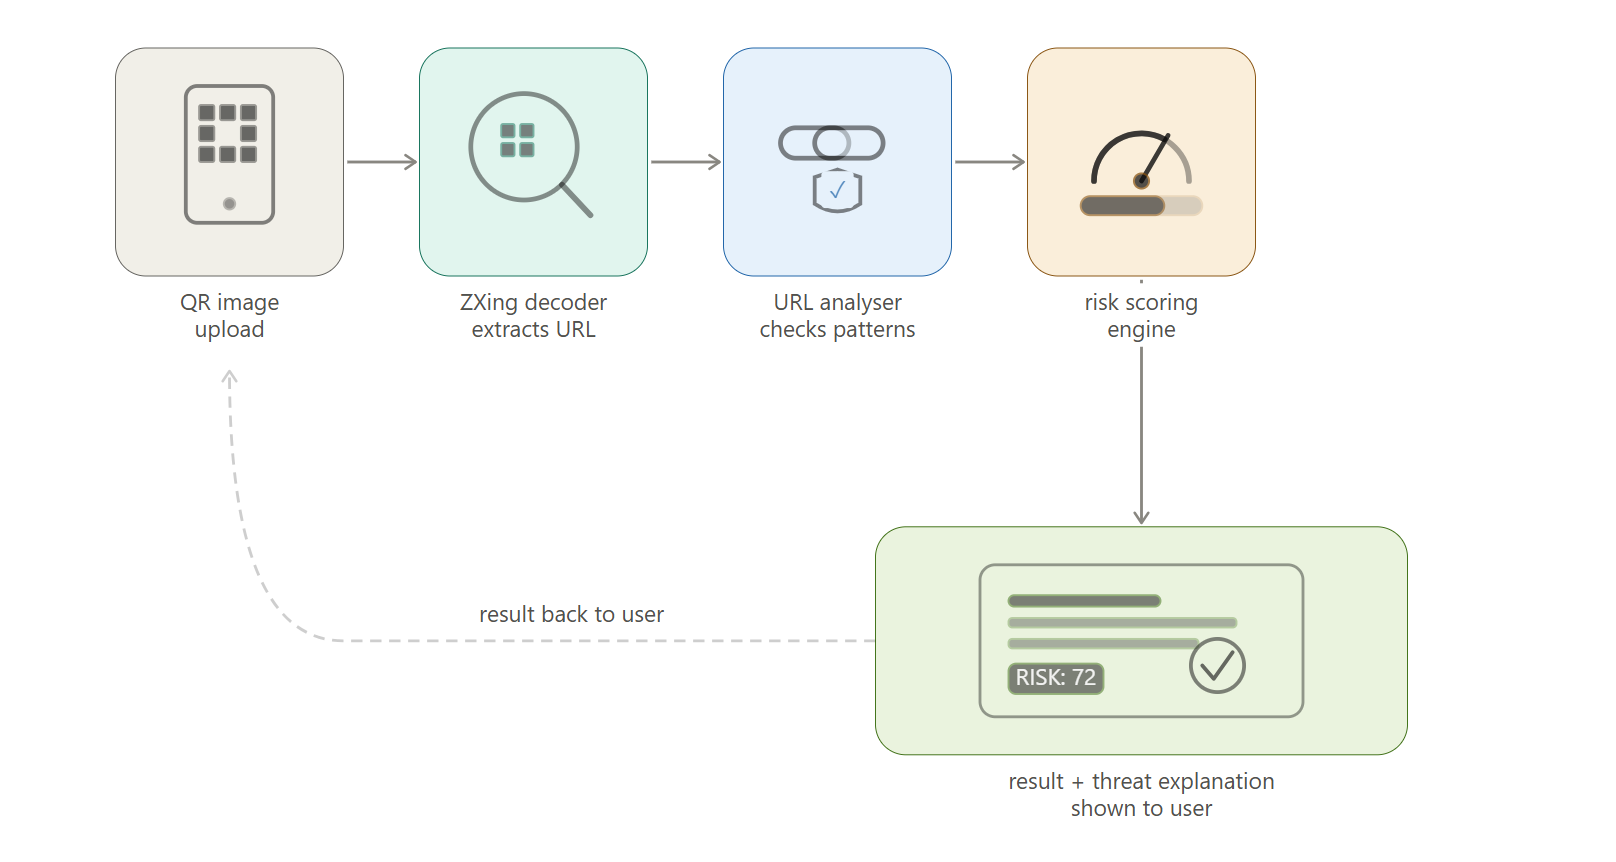 QR image
upload
ZXing decoder
extracts URL
URL analyser
checks patterns
risk scoring
engine
result back to user
RISK: 72
result + threat explanation
shown to user